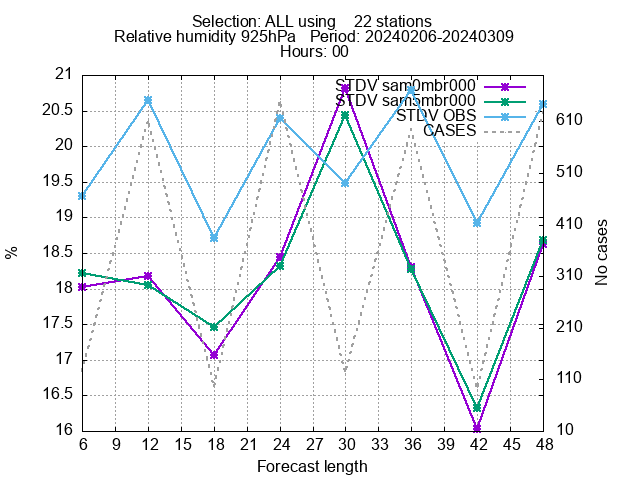 Selection: ALL using    22 stations
Relative humidity 925hPa   Period: 20240206-20240309
Hours: 00
STDV sam0mbr000
STDV sam5mbr000
STDV OBS
CASES
21
20.5
20
19.5
19
18.5
18
17.5
17
16.5
16
%
610
510
410
310
210
110
10
No cases
6 9 12 15 18 21 24 27 30 33 36 39 42 45 48
Forecast length